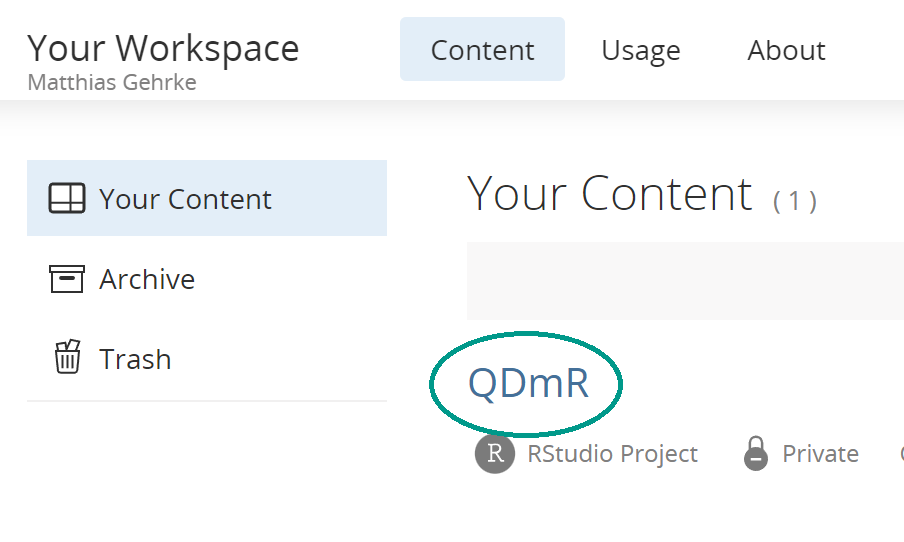 Your Workspace
Matthias Gehrke
Content
Usage
About
Your Content
Archive
Trash
Your Content ( 1 )
QDmR
R RStudio Project
Private